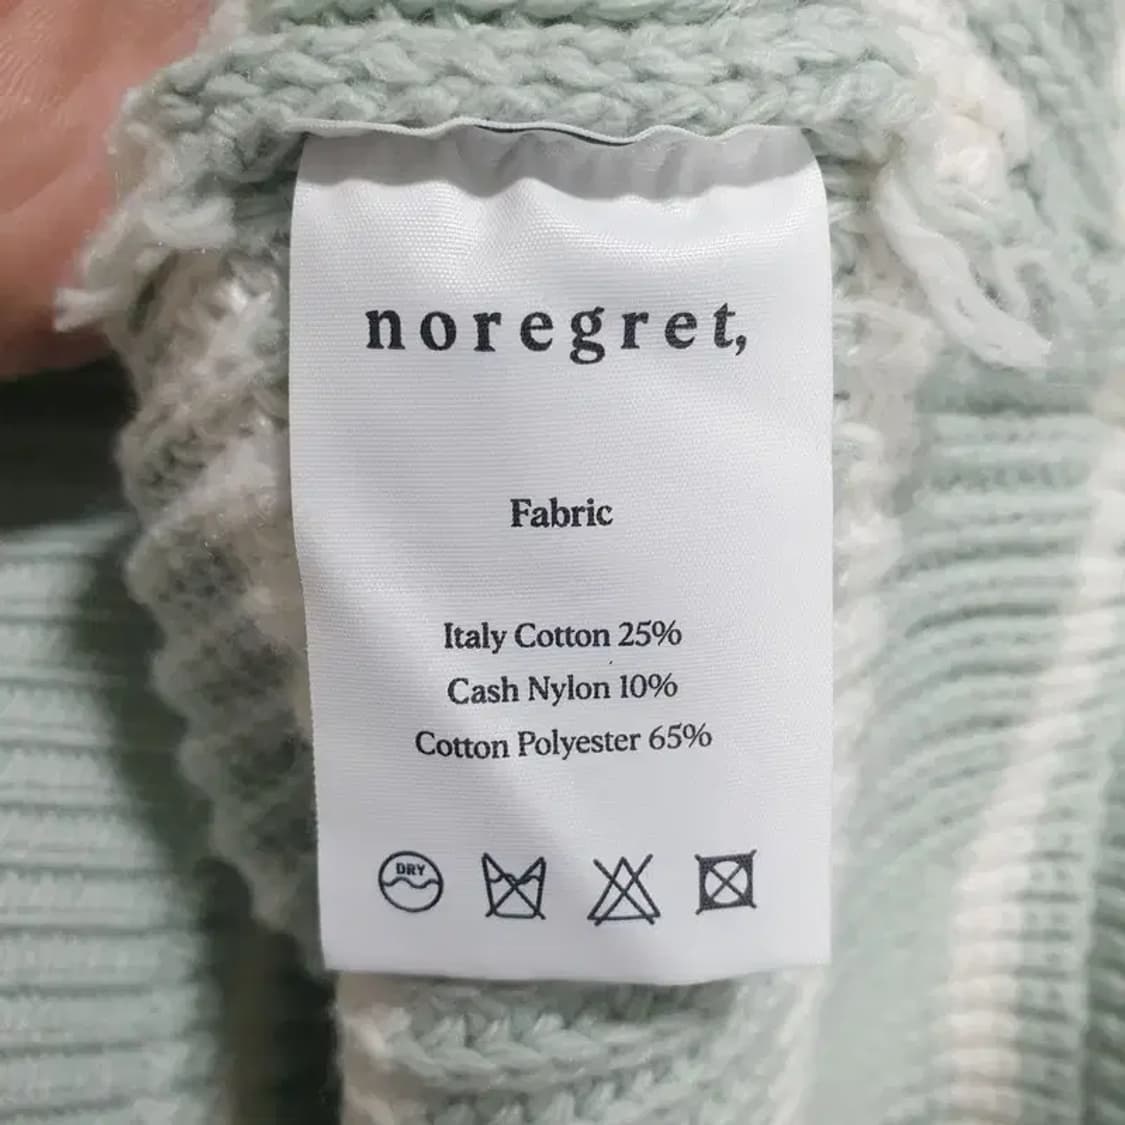 noregret,
Fabric
Italy Cotton 25%
Cash Nylon 10%
Cotton Polyester 65%
DRY